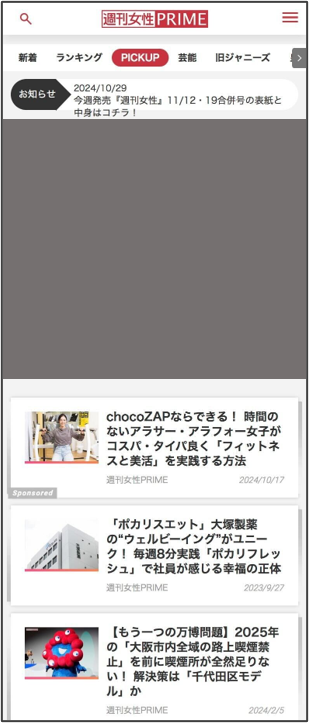 週刊女性PRIME
新着 ランキング PICKUP 芸能 旧ジャニーズ
お知らせ
2024/10/29
今週発売『週刊女性』11/12・19合併号の表紙と
中身はコチラ！
chocoZAPならできる！ 時間の
ないアラサー・アラフォー女子が
コスパ・タイパ良く「フィットネ
スと美活」を実践する方法
週刊女性PRIME 2024/10/17
Sponsored
「ポカリスエット」大塚製薬
の“ウェルビーイング”がユニー
ク！ 毎週8分実践「ポカリフレッ
シュ」で社員が感じる幸福の正体
週刊女性PRIME 2023/9/27
【もう一つの万博問題】2025年
の「大阪市内全域の路上喫煙禁
止」を前に喫煙所が全然足りな
い！ 解決策は「千代田区モデ
ル」か
週刊女性PRIME 2024/2/5